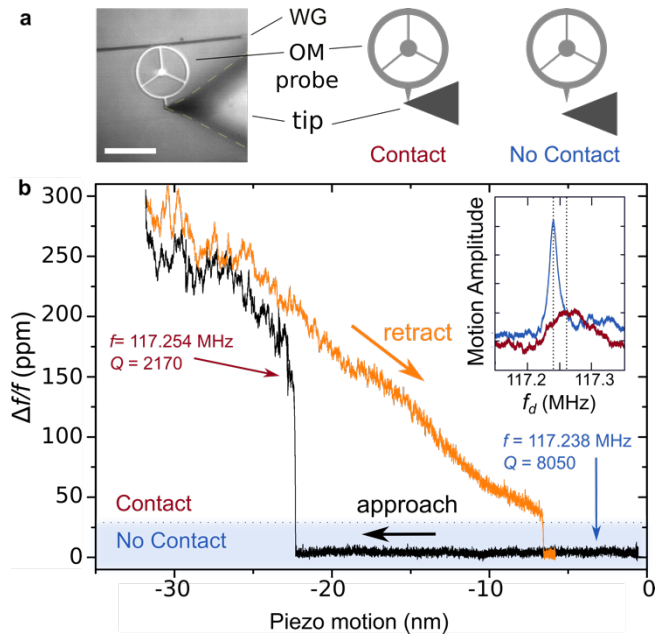 a
WG
OM
probe
tip
Contact
No Contact
b
300
250
200
150
100
50
0
Δf/f (ppm)
f= 117.254 MHz
Q = 2170
retract
approach
f = 117.238 MHz
Q = 8050
Contact
No Contact
Motion Amplitude
117.2
117.3
f_d (MHz)
-30
-20
-10
0
Piezo motion (nm)